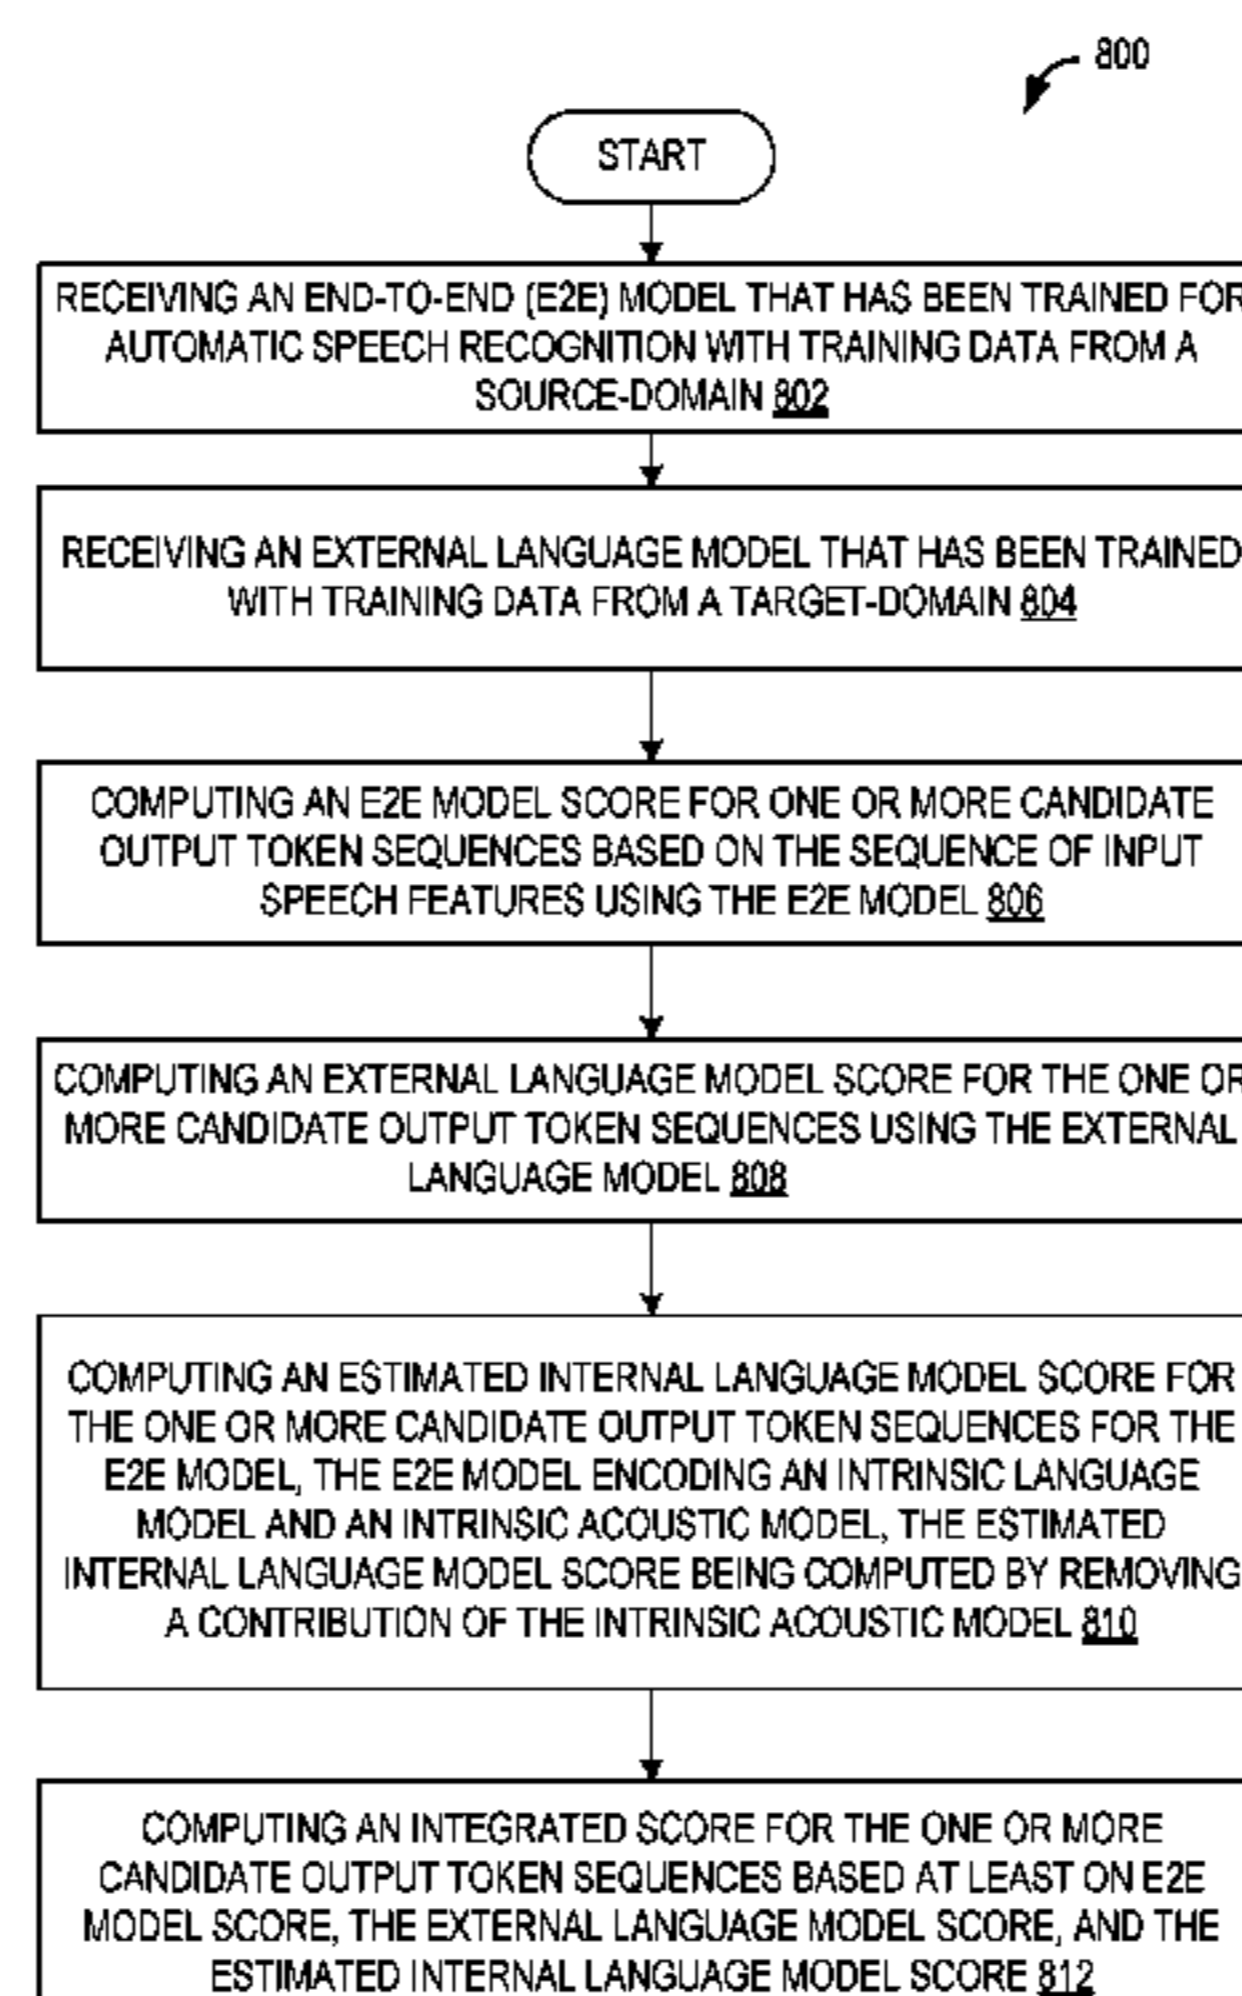 800
START
RECEIVING AN END-TO-END (E2E) MODEL THAT HAS BEEN TRAINED FOR
AUTOMATIC SPEECH RECOGNITION WITH TRAINING DATA FROM A
SOURCE-DOMAIN 802
RECEIVING AN EXTERNAL LANGUAGE MODEL THAT HAS BEEN TRAINED
WITH TRAINING DATA FROM A TARGET-DOMAIN 804
COMPUTING AN E2E MODEL SCORE FOR ONE OR MORE CANDIDATE
OUTPUT TOKEN SEQUENCES BASED ON THE SEQUENCE OF INPUT
SPEECH FEATURES USING THE E2E MODEL 806
COMPUTING AN EXTERNAL LANGUAGE MODEL SCORE FOR THE ONE OR
MORE CANDIDATE OUTPUT TOKEN SEQUENCES USING THE EXTERNAL
LANGUAGE MODEL 808
COMPUTING AN ESTIMATED INTERNAL LANGUAGE MODEL SCORE FOR
THE ONE OR MORE CANDIDATE OUTPUT TOKEN SEQUENCES FOR THE
E2E MODEL, THE E2E MODEL ENCODING AN INTRINSIC LANGUAGE
MODEL AND AN INTRINSIC ACOUSTIC MODEL, THE ESTIMATED
INTERNAL LANGUAGE MODEL SCORE BEING COMPUTED BY REMOVING
A CONTRIBUTION OF THE INTRINSIC ACOUSTIC MODEL 810
COMPUTING AN INTEGRATED SCORE FOR THE ONE OR MORE
CANDIDATE OUTPUT TOKEN SEQUENCES BASED AT LEAST ON E2E
MODEL SCORE, THE EXTERNAL LANGUAGE MODEL SCORE, AND THE
ESTIMATED INTERNAL LANGUAGE MODEL SCORE 812